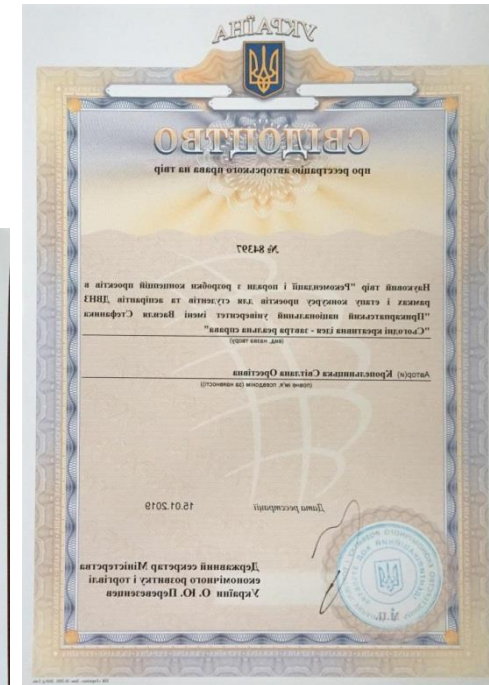 УКРАЇНА
СВІДОЦТВО
про реєстрацію авторського права на твір
№ 84397
Науковий твір "Рекомендації і поради з розробки концепцій проєктів в
рамках і етапу конкурсу проектів для студентів та аспірантів ДВНЗ
"Прикарпатський національний університет імені Василя Стефаника
"Сьогодні креативна ідея - завтра реальна справа"
(вид, назва твору)
Автор(и) Кропельницька Світлана Орестівна
(повне ім'я, псевдонім (за наявності))
Дата реєстрації 15.01.2019
Державний секретар Міністерства
економічного розвитку і торгівлі
України О. Ю. Перевезенцев
М.П.